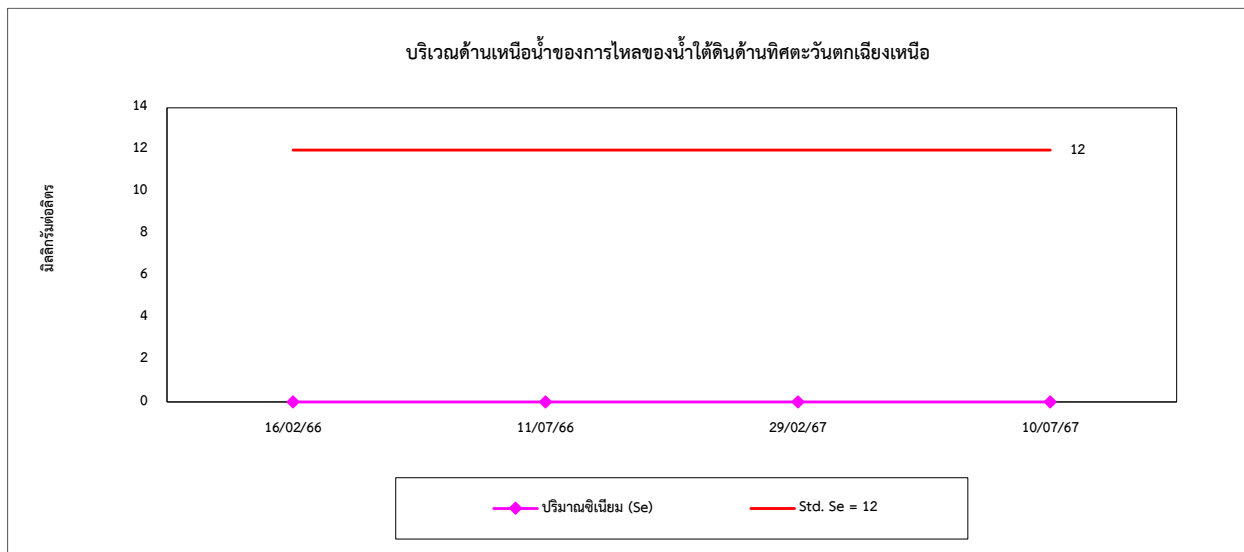 บริเวณด้านเหนือน้ำของการไหลของน้ำใต้ดินด้านทิศตะวันตกเฉียงเหนือ
มิลลิกรัมต่อลิตร
14
12
10
8
6
4
2
0
12
16/02/66 11/07/66 29/02/67 10/07/67
ปริมาณซิเนียม (Se) Std. Se = 12